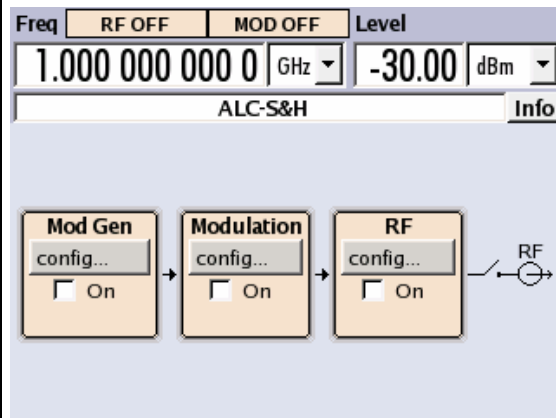 Freq RF OFF MOD OFF Level
1.000 000 000 0 GHz -30.00 dBm
ALC-S&H Info
Mod Gen Modulation RF
config... config... config... RF
On On On